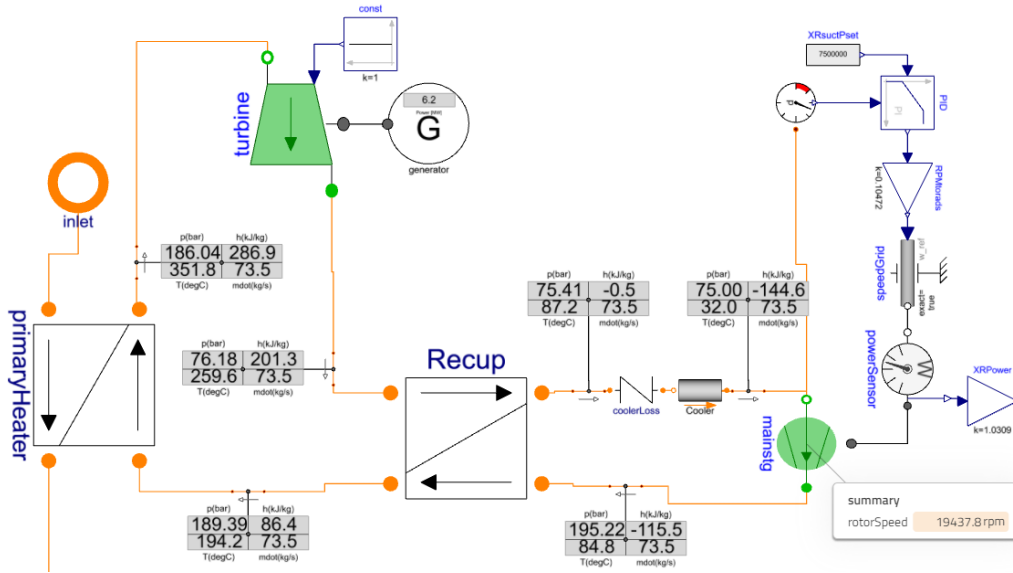 const
k=1
turbine
6.2
Power [MW]
G
generator
inlet
p(bar) h(kJ/kg)
186.04 286.9
351.8 73.5
T(degC) mdot(kg/s)
primaryHeater
p(bar) h(kJ/kg)
76.18 201.3
259.6 73.5
T(degC) mdot(kg/s)
Recup
p(bar) h(kJ/kg)
189.39 86.4
194.2 73.5
T(degC) mdot(kg/s)
p(bar) h(kJ/kg)
75.41 -0.5
87.2 73.5
T(degC) mdot(kg/s)
coolerLoss
Cooler
p(bar) h(kJ/kg)
75.00 -144.6
32.0 73.5
T(degC) mdot(kg/s)
p(bar) h(kJ/kg)
195.22 -115.5
84.8 73.5
T(degC) mdot(kg/s)
mainstg
XRsuctPset
7500000
p
PI
PID
k=0.10472
RPMtorads
w_ref
exact=
true
powerSensor
W
XRPower
k=1.0309
summary
rotorSpeed 19437.8 rpm